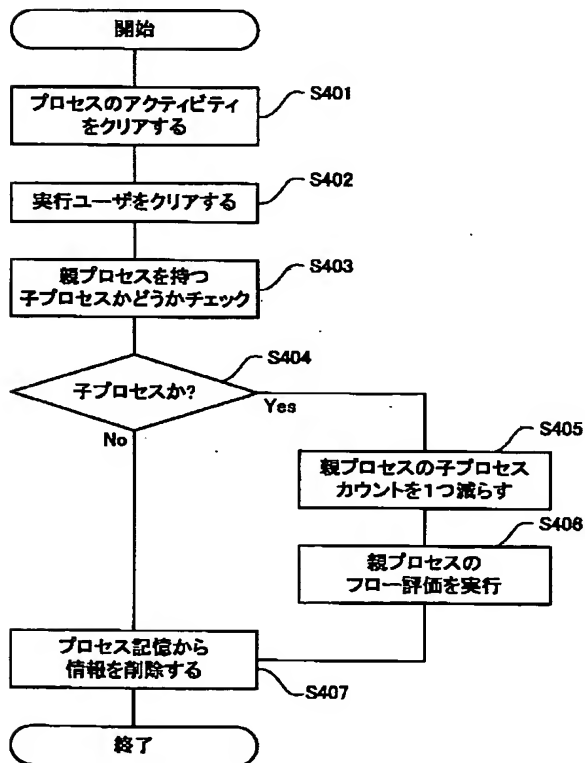 開始
プロセスのアクティビティ
をクリアする
S401
実行ユーザをクリアする
S402
親プロセスを持つ
子プロセスかどうかチェック
S403
子プロセスか?
S404
Yes
No
親プロセスの子プロセス
カウントを1つ減らす
S405
親プロセスの
フロー評価を実行
S406
プロセス記憶から
情報を削除する
S407
終了